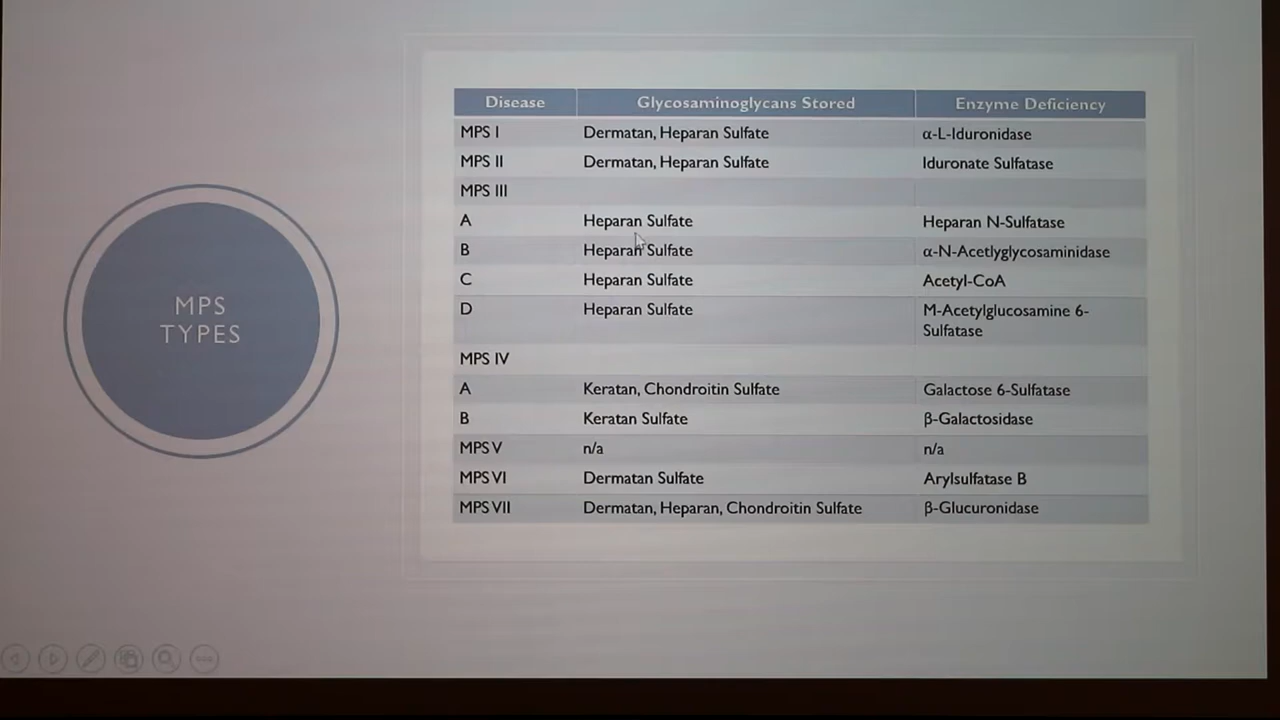 MPS
TYPES
Disease Glycosaminoglycans Stored Enzyme Deficiency
MPS I Dermatan, Heparan Sulfate α-L-Iduronidase
MPS II Dermatan, Heparan Sulfate Iduronate Sulfatase
MPS III
A Heparan Sulfate Heparan N-Sulfatase
B Heparan Sulfate α-N-Acetlyglycosaminidase
C Heparan Sulfate Acetyl-CoA
D Heparan Sulfate M-Acetylglucosamine 6-
Sulfatase
MPS IV
A Keratan, Chondroitin Sulfate Galactose 6-Sulfatase
B Keratan Sulfate β-Galactosidase
MPS V n/a n/a
MPS VI Dermatan Sulfate Arylsulfatase B
MPS VII Dermatan, Heparan, Chondroitin Sulfate β-Glucuronidase